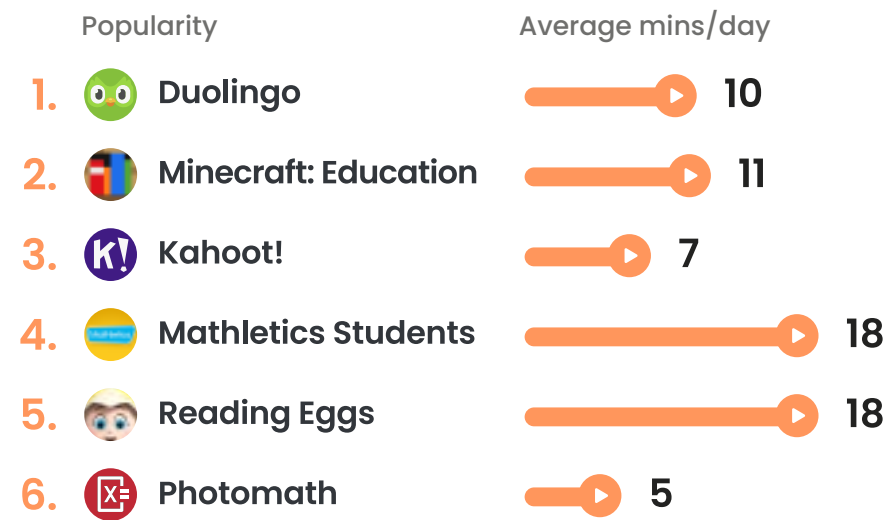 Popularity Average mins/day
1. Duolingo 10
2. Minecraft: Education 11
3. K! Kahoot! 7
4. Mathletics Students 18
5. Reading Eggs 18
6. X= Photomath 5